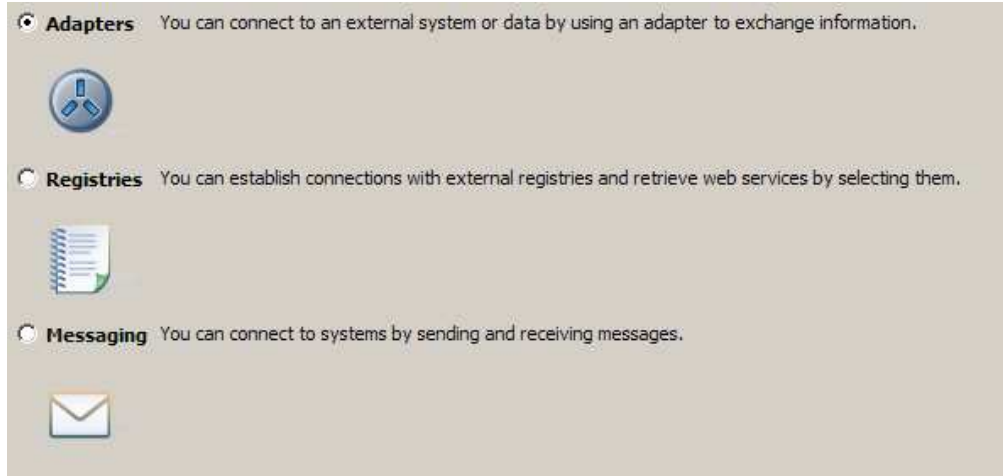 Adapters You can connect to an external system or data by using an adapter to exchange information.
Registries You can establish connections with external registries and retrieve web services by selecting them.
Messaging You can connect to systems by sending and receiving messages.